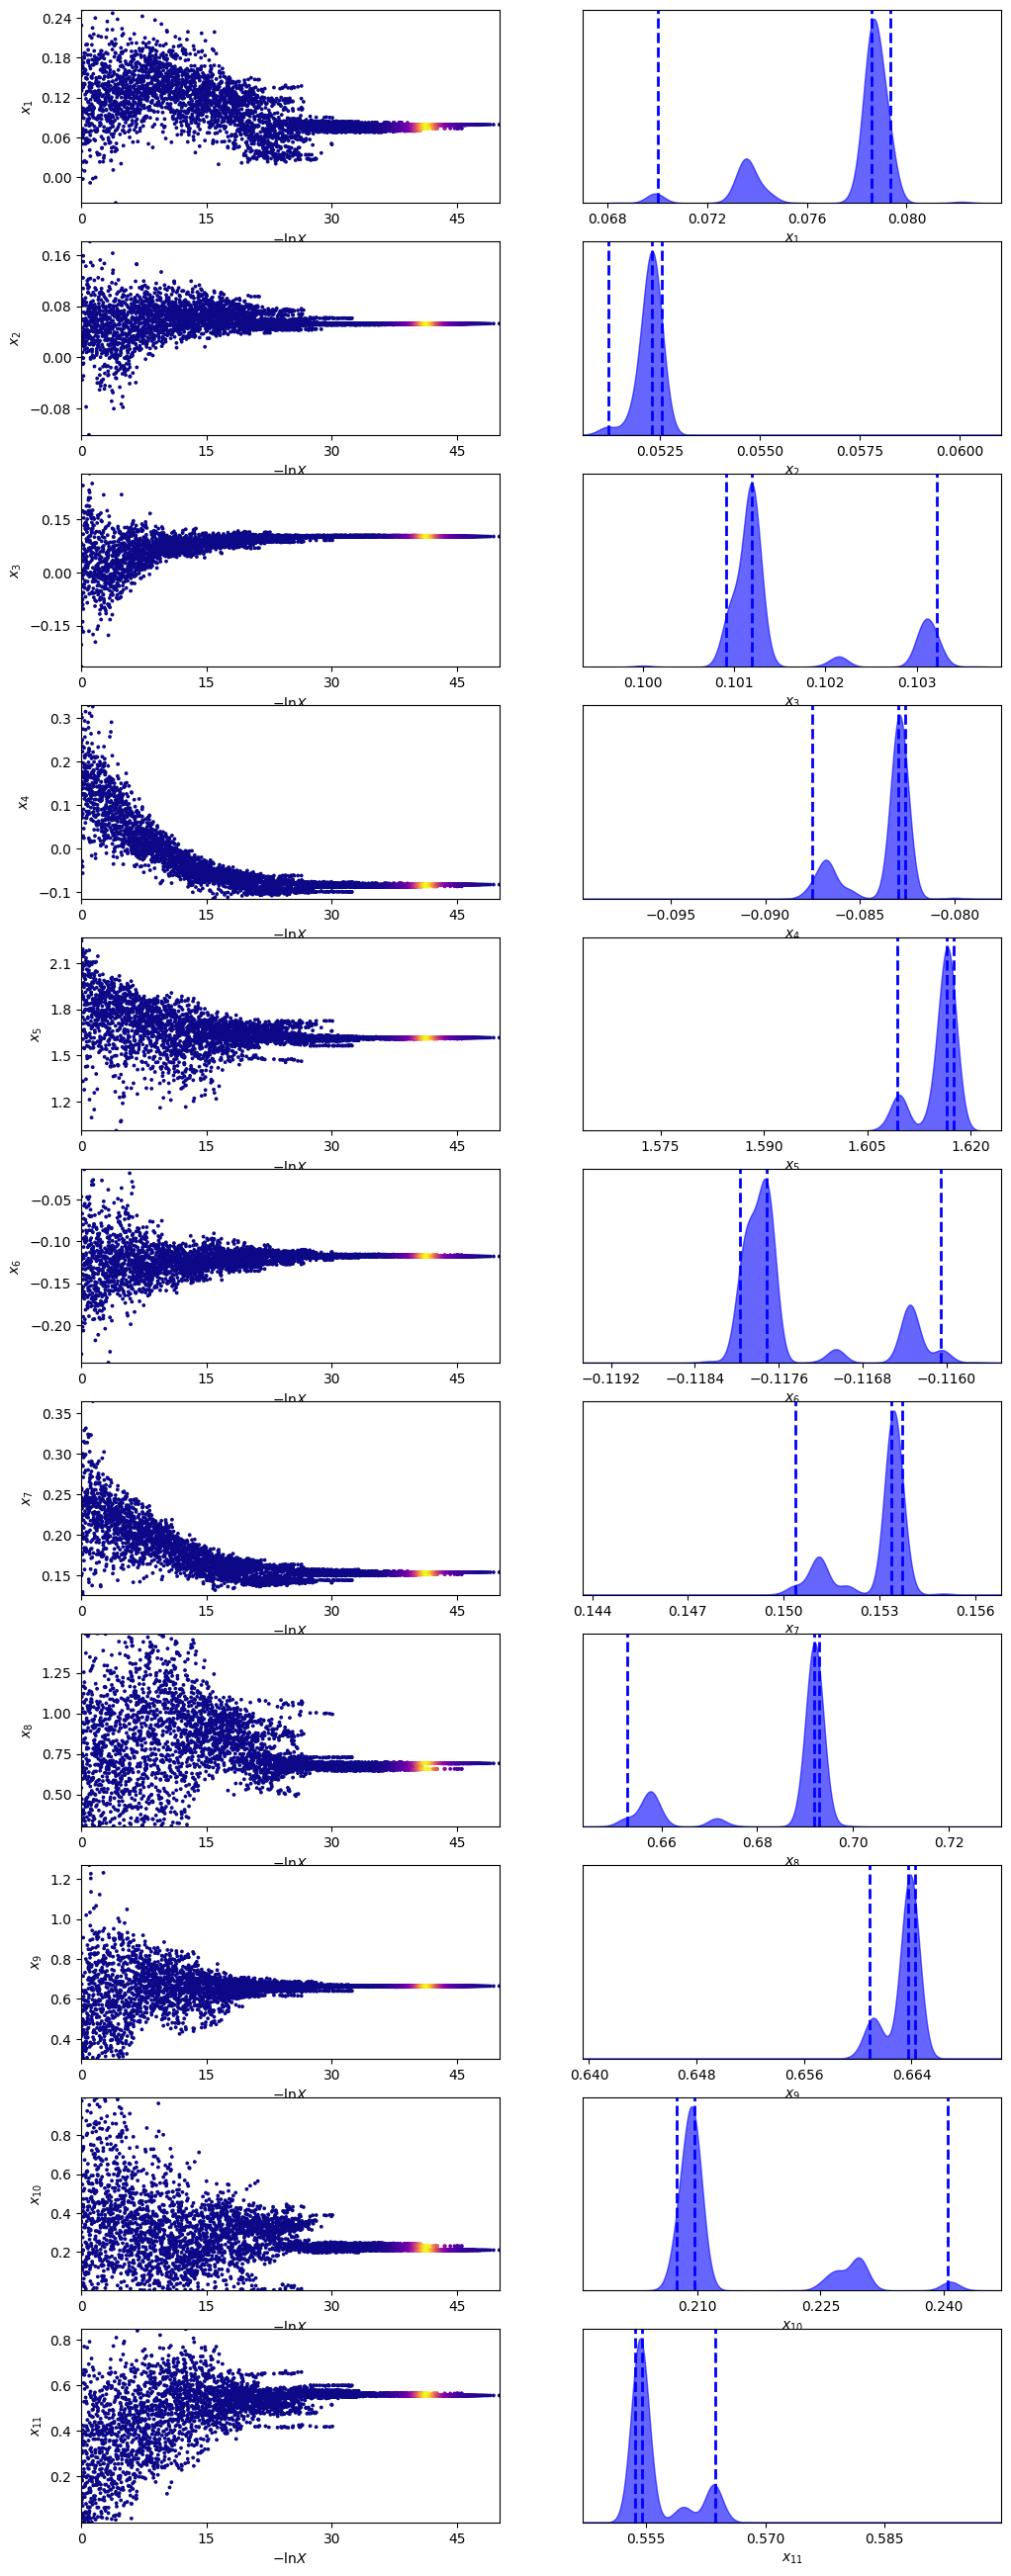 0.24
0.18
0.12
0.06
0.00
x₁
0 15 30 45
−lnX
0.068 0.072 0.076 0.080
x₁
0.16
0.08
0.00
−0.08
x₂
0 15 30 45
−lnX
0.0525 0.0550 0.0575 0.0600
x₂
0.15
0.00
−0.15
x₃
0 15 30 45
−lnX
0.100 0.101 0.102 0.103
x₃
0.3
0.2
0.1
0.0
−0.1
x₄
0 15 30 45
−lnX
−0.095 −0.090 −0.085 −0.080
x₄
2.1
1.8
1.5
1.2
x₅
0 15 30 45
−lnX
1.575 1.590 1.605 1.620
x₅
−0.05
−0.10
−0.15
−0.20
x₆
0 15 30 45
−lnX
−0.1192 −0.1184 −0.1176 −0.1168 −0.1160
x₆
0.35
0.30
0.25
0.20
0.15
x₇
0 15 30 45
−lnX
0.144 0.147 0.150 0.153 0.156
x₇
1.25
1.00
0.75
0.50
x₈
0 15 30 45
−lnX
0.66 0.68 0.70 0.72
x₈
1.2
1.0
0.8
0.6
0.4
x₉
0 15 30 45
−lnX
0.640 0.648 0.656 0.664
x₉
0.8
0.6
0.4
0.2
x₁₀
0 15 30 45
−lnX
0.210 0.225 0.240
x₁₀
0.8
0.6
0.4
0.2
x₁₁
0 15 30 45
−lnX
0.555 0.570 0.585
x₁₁